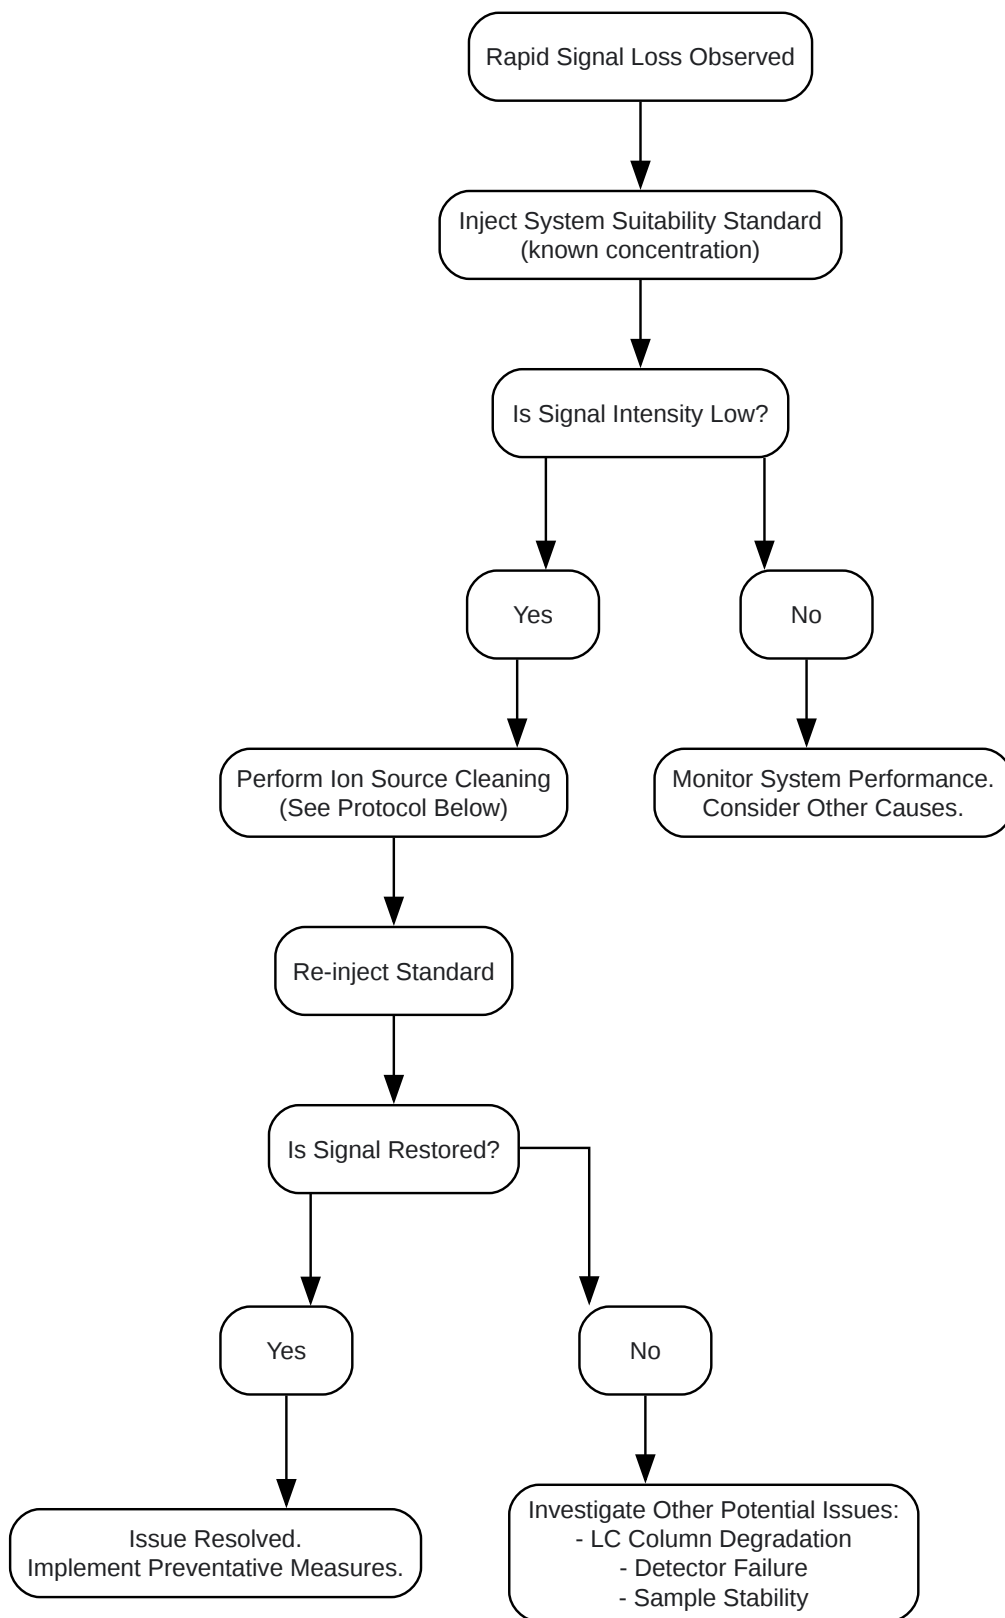 Rapid Signal Loss Observed
Inject System Suitability Standard
(known concentration)
Is Signal Intensity Low?
Yes
No
Perform Ion Source Cleaning
(See Protocol Below)
Monitor System Performance.
Consider Other Causes.
Re-inject Standard
Is Signal Restored?
Yes
No
Issue Resolved.
Implement Preventative Measures.
Investigate Other Potential Issues:
- LC Column Degradation
- Detector Failure
- Sample Stability